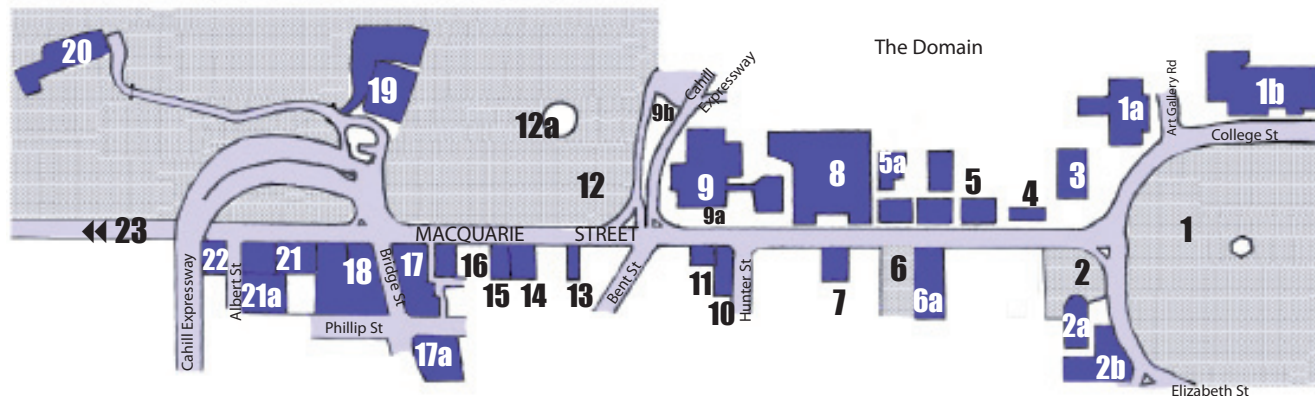 20
19
12a
12
9b
Cahill
Expressway
The Domain
9
9a
8
5a
5
4
3
1a
Art Gallery Rd
1b
College St
1
◄◄ 23
MACQUARIE STREET
22
Albert St
21
21a
18
Bridge St
17
16
15
14
13
Bent St
11
10
Hunter St
7
6
6a
2
2a
2b
Cahill Expressway
Phillip St
17a
Elizabeth St